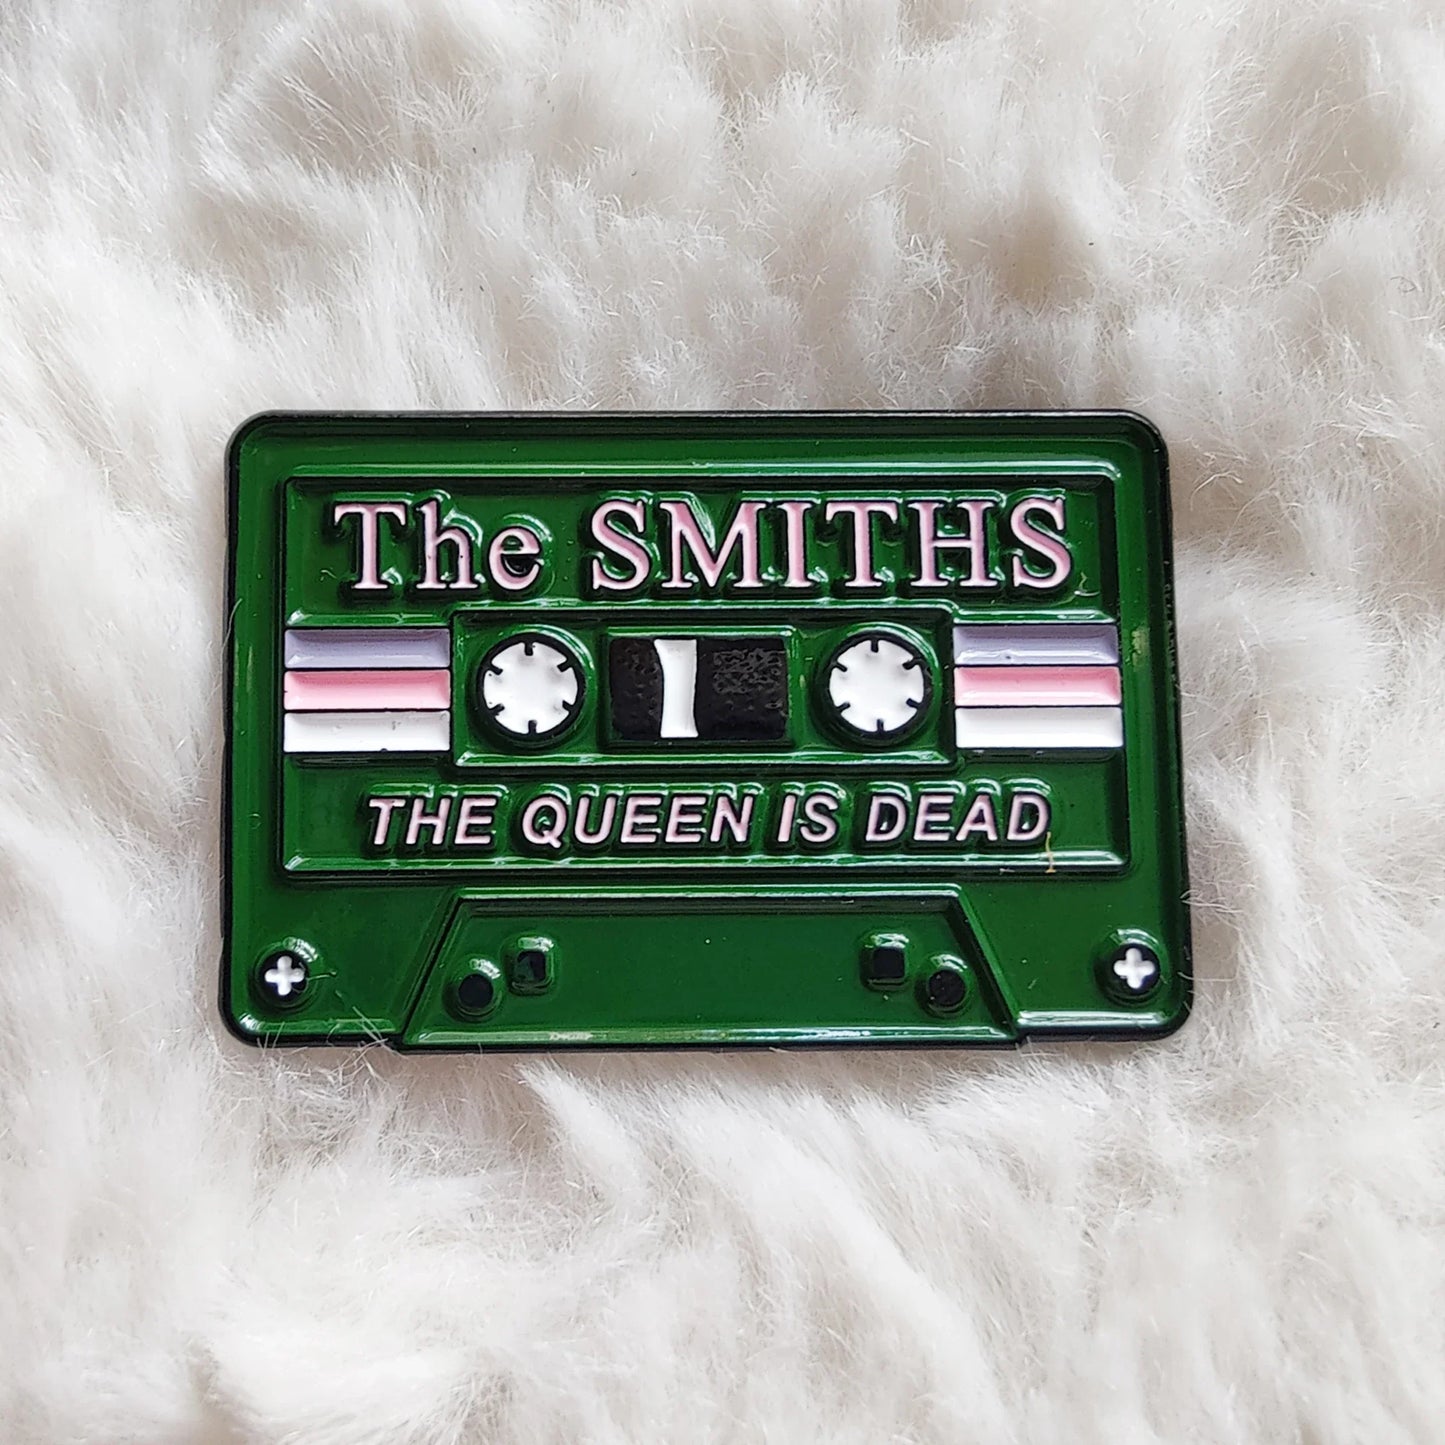 The SMITHS
THE QUEEN IS DEAD